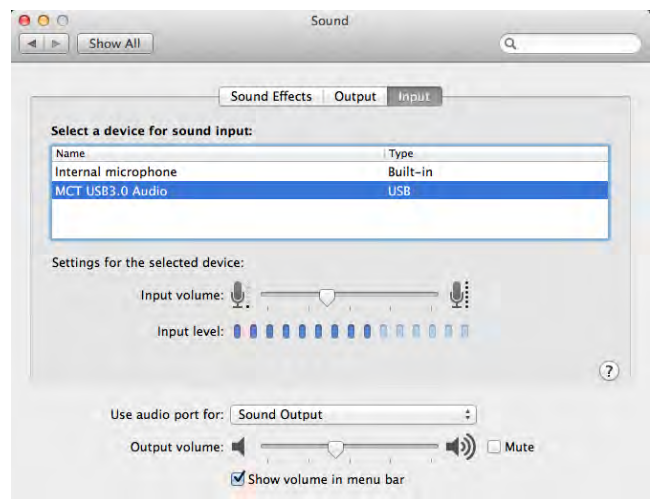 Sound
Show All
Sound Effects Output Input
Select a device for sound input:
Name Type
Internal microphone Built-in
MCT USB3.0 Audio USB
Settings for the selected device:
Input volume:
Input level:
?
Use audio port for: Sound Output
Output volume: Mute
Show volume in menu bar